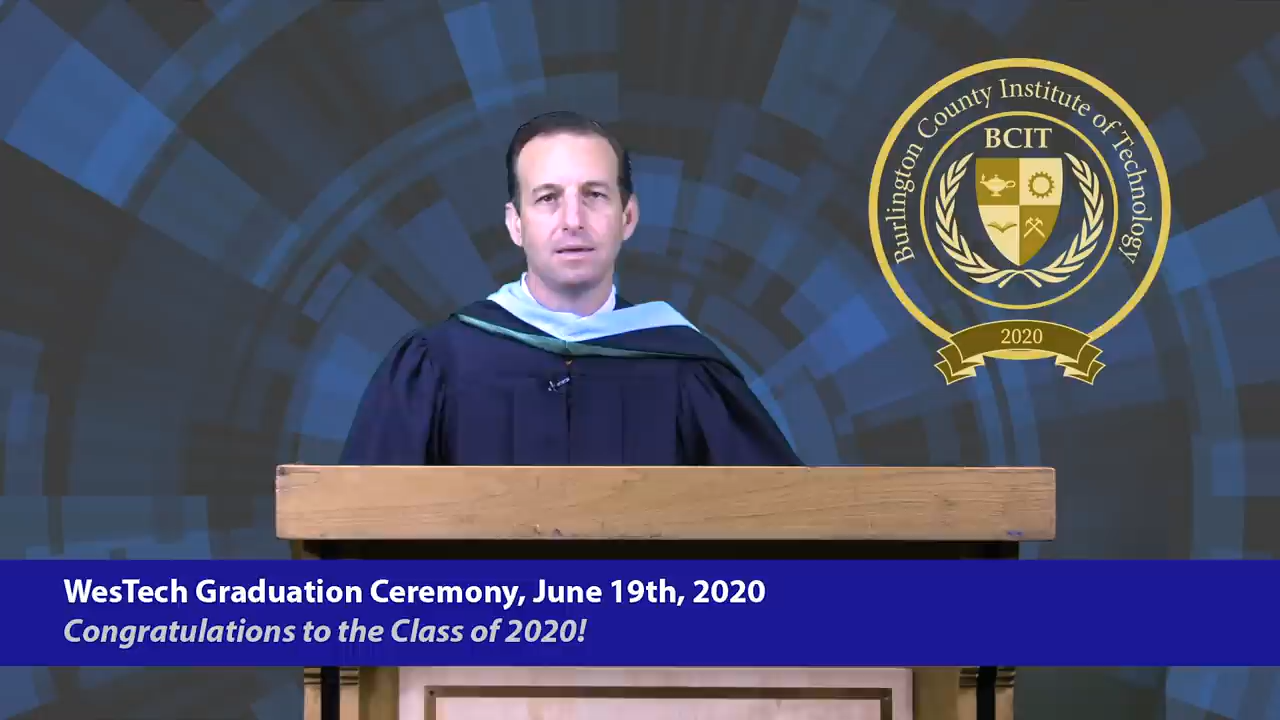 Burlington County Institute of Technology
BCIT
2020
WesTech Graduation Ceremony, June 19th, 2020
Congratulations to the Class of 2020!